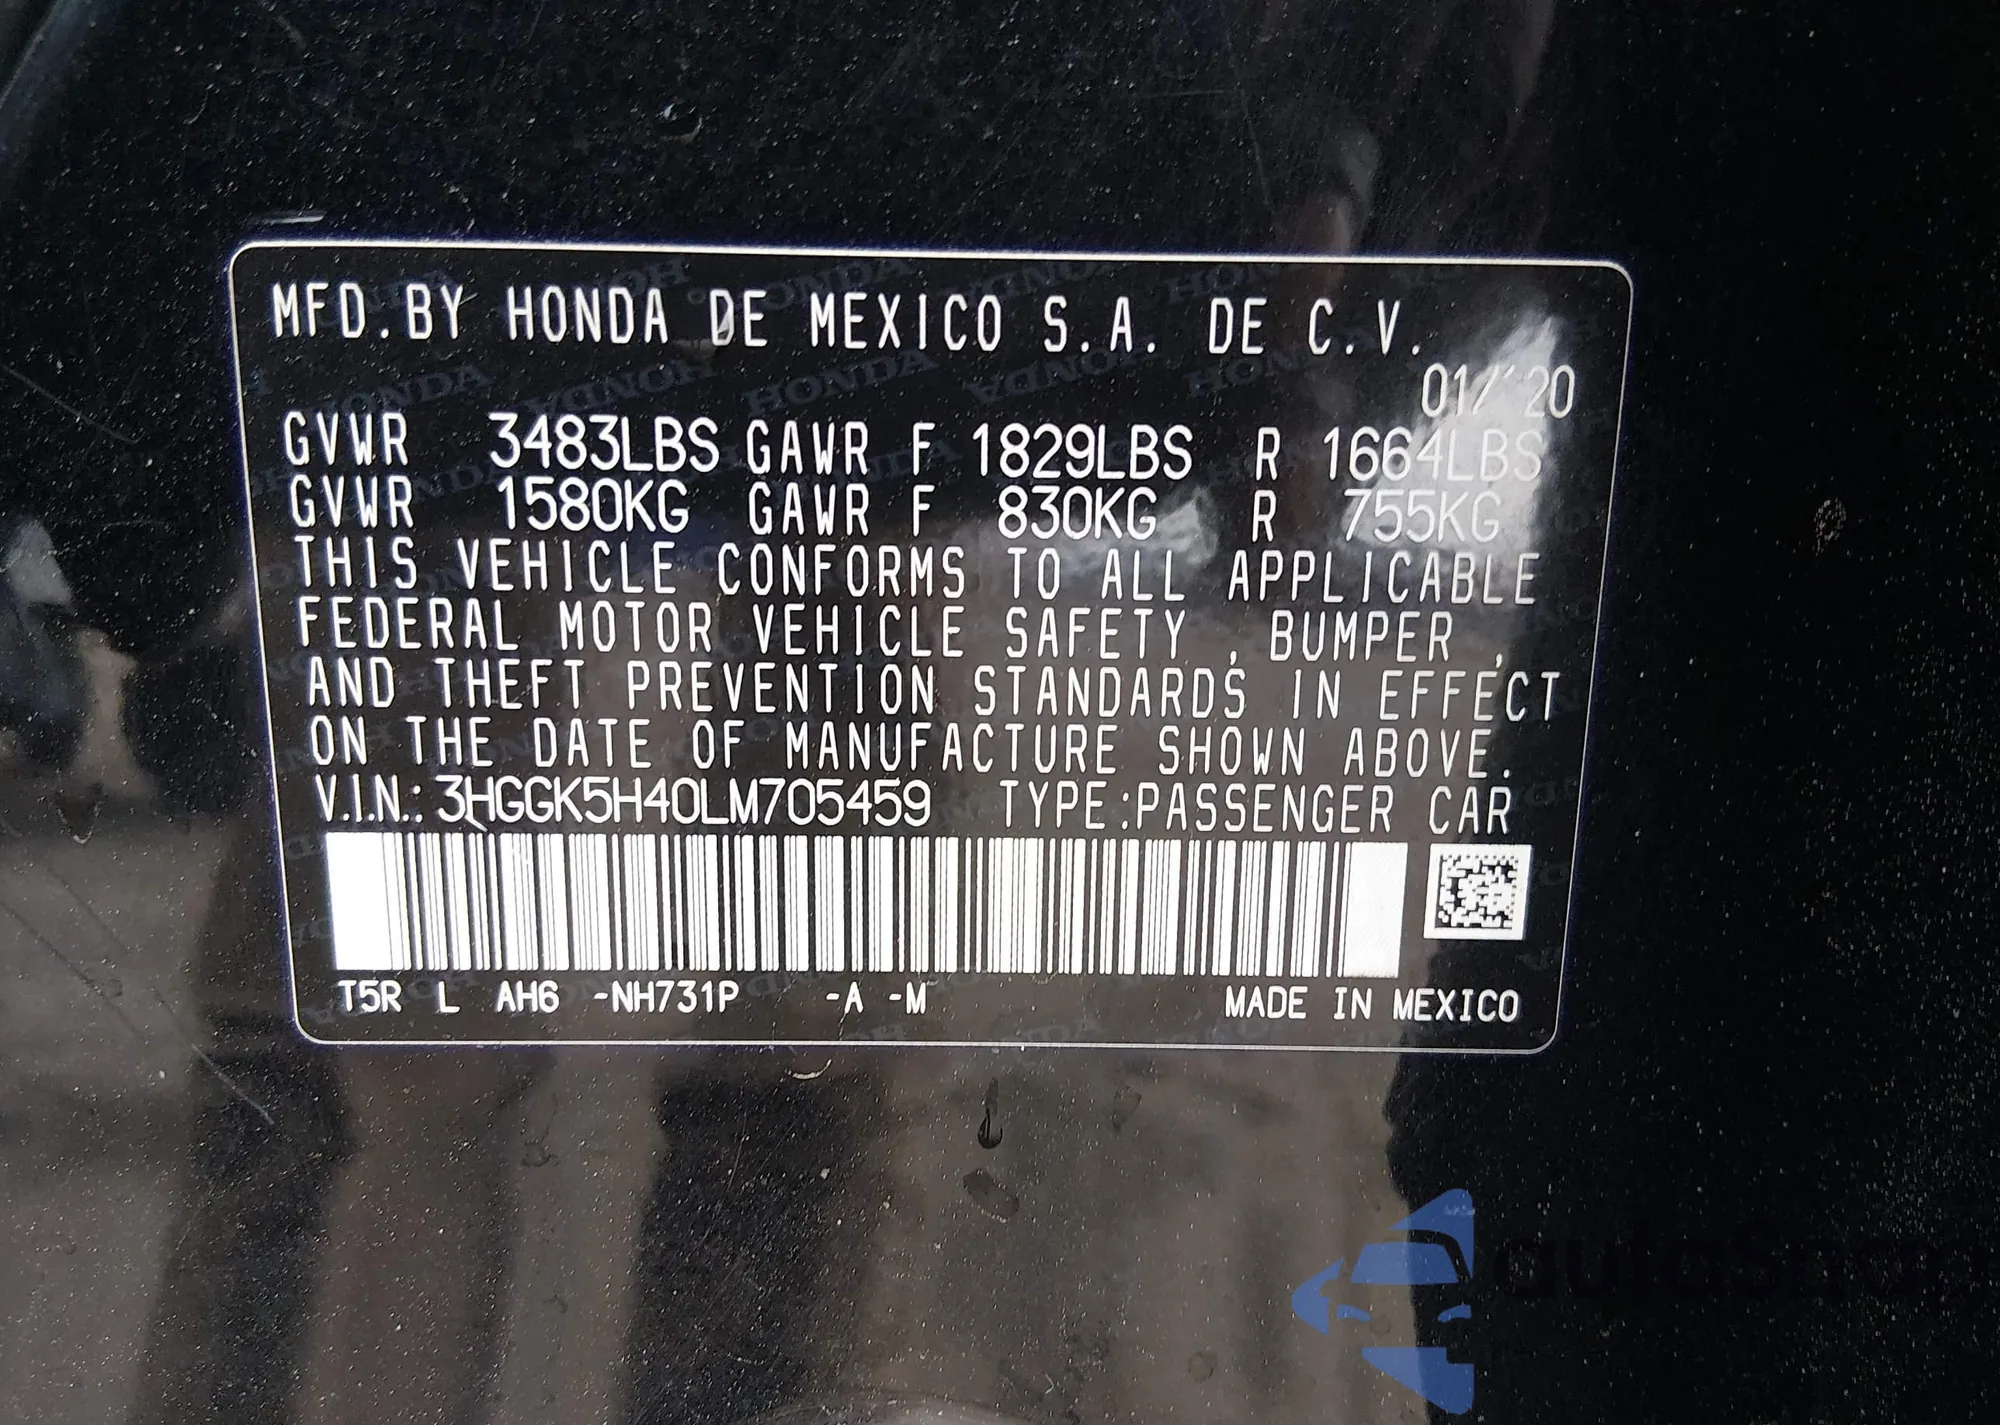 MFD.BY HONDA DE MEXICO S.A. DE C.V.
01/'20
GVWR 3483LBS GAWR F 1829LBS R 1664LBS
GVWR 1580KG GAWR F 830KG R 755KG
THIS VEHICLE CONFORMS TO ALL APPLICABLE
FEDERAL MOTOR VEHICLE SAFETY , BUMPER ,
AND THEFT PREVENTION STANDARDS IN EFFECT
ON THE DATE OF MANUFACTURE SHOWN ABOVE.
V.I.N.: 3HGGK5H40LM705459 TYPE:PASSENGER CAR
T5R L AH6 -NH731P -A -M MADE IN MEXICO